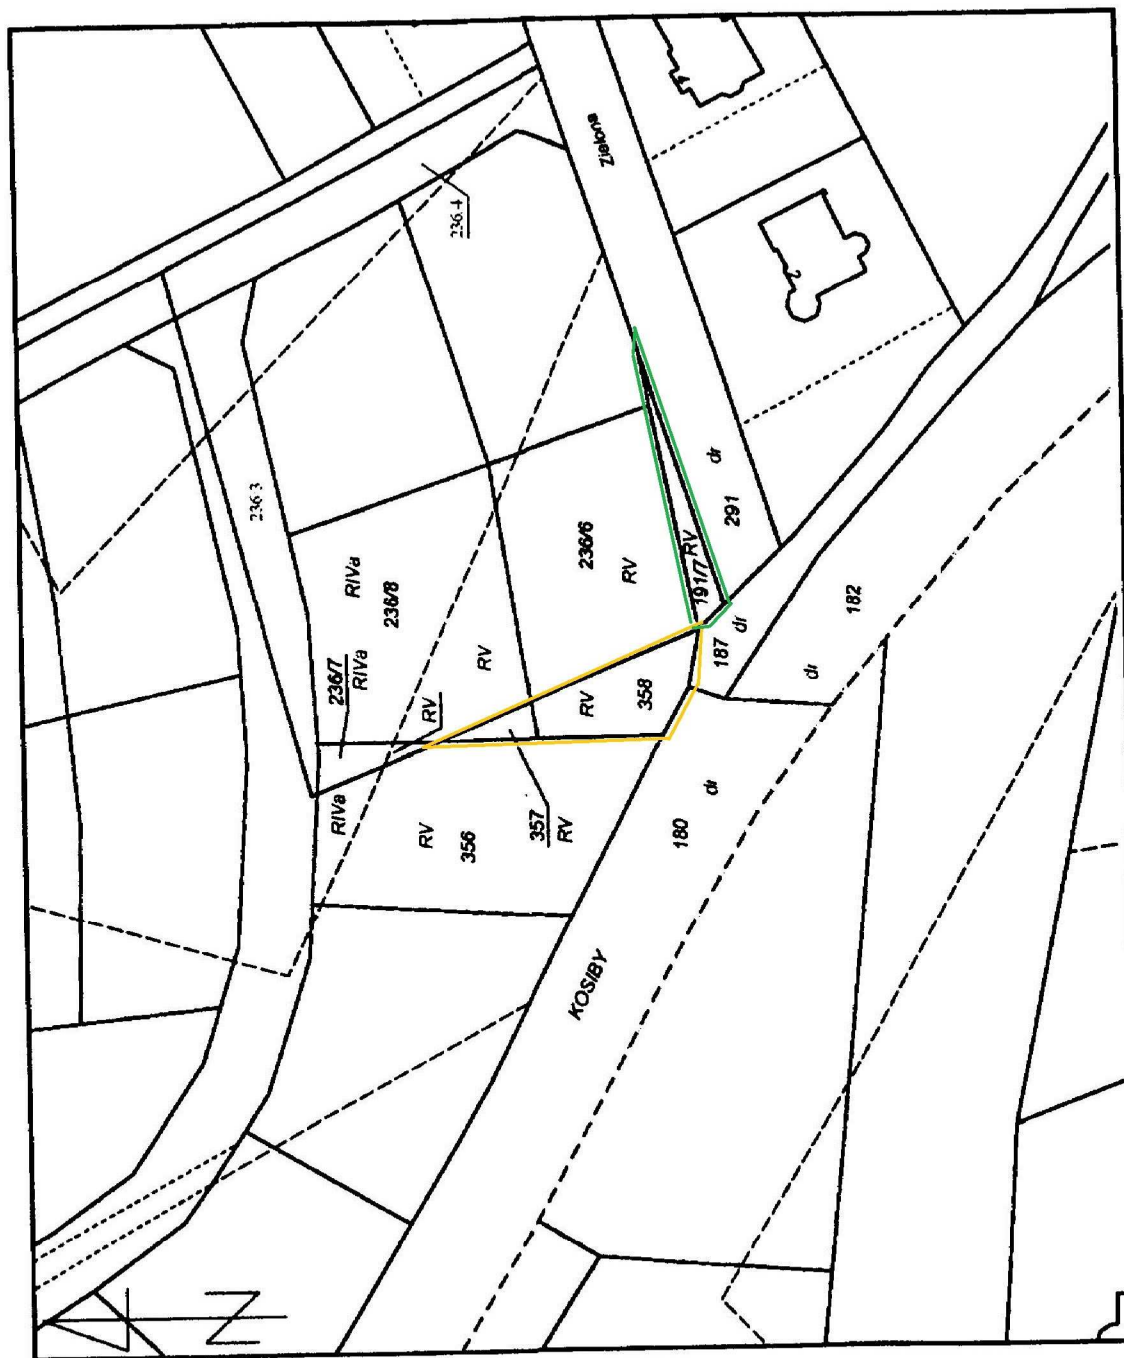 Zielona
4
2
236/4
236/3
RIVa
236/8
236/7
RIVa
RV
RV
236/6
RV
191/7
RV
291
dr
187
dr
182
dr
RV
358
RIVa
RV
356
357
RV
180
dr
KOSIBY
N